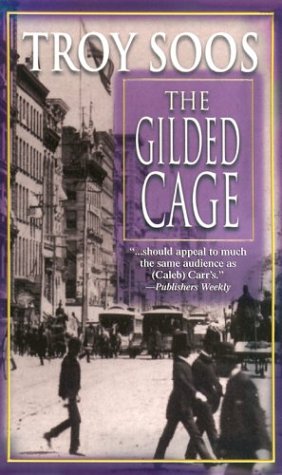 TROY SOOS
THE
GILDED
CAGE
“...should appeal to much
the same audience as
(Caleb) Carr’s.”
—Publishers Weekly